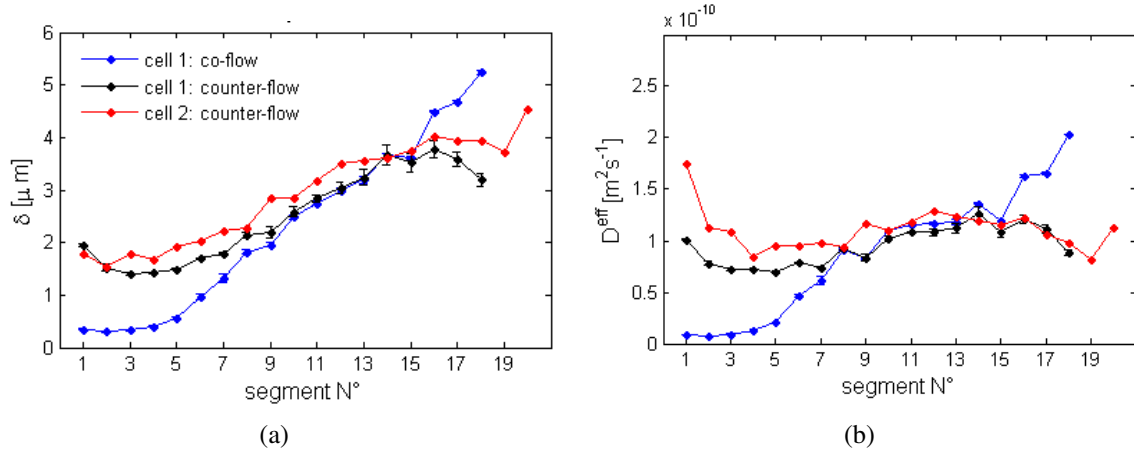 6
5
4
3
2
1
0
δ [μ m]
cell 1: co-flow
cell 1: counter-flow
cell 2: counter-flow
1 3 5 7 9 11 13 15 17 19
segment N°
(a)
x 10⁻¹⁰
2.5
2
1.5
1
0.5
0
D^eff [m²s⁻¹]
1 3 5 7 9 11 13 15 17 19
segment N°
(b)